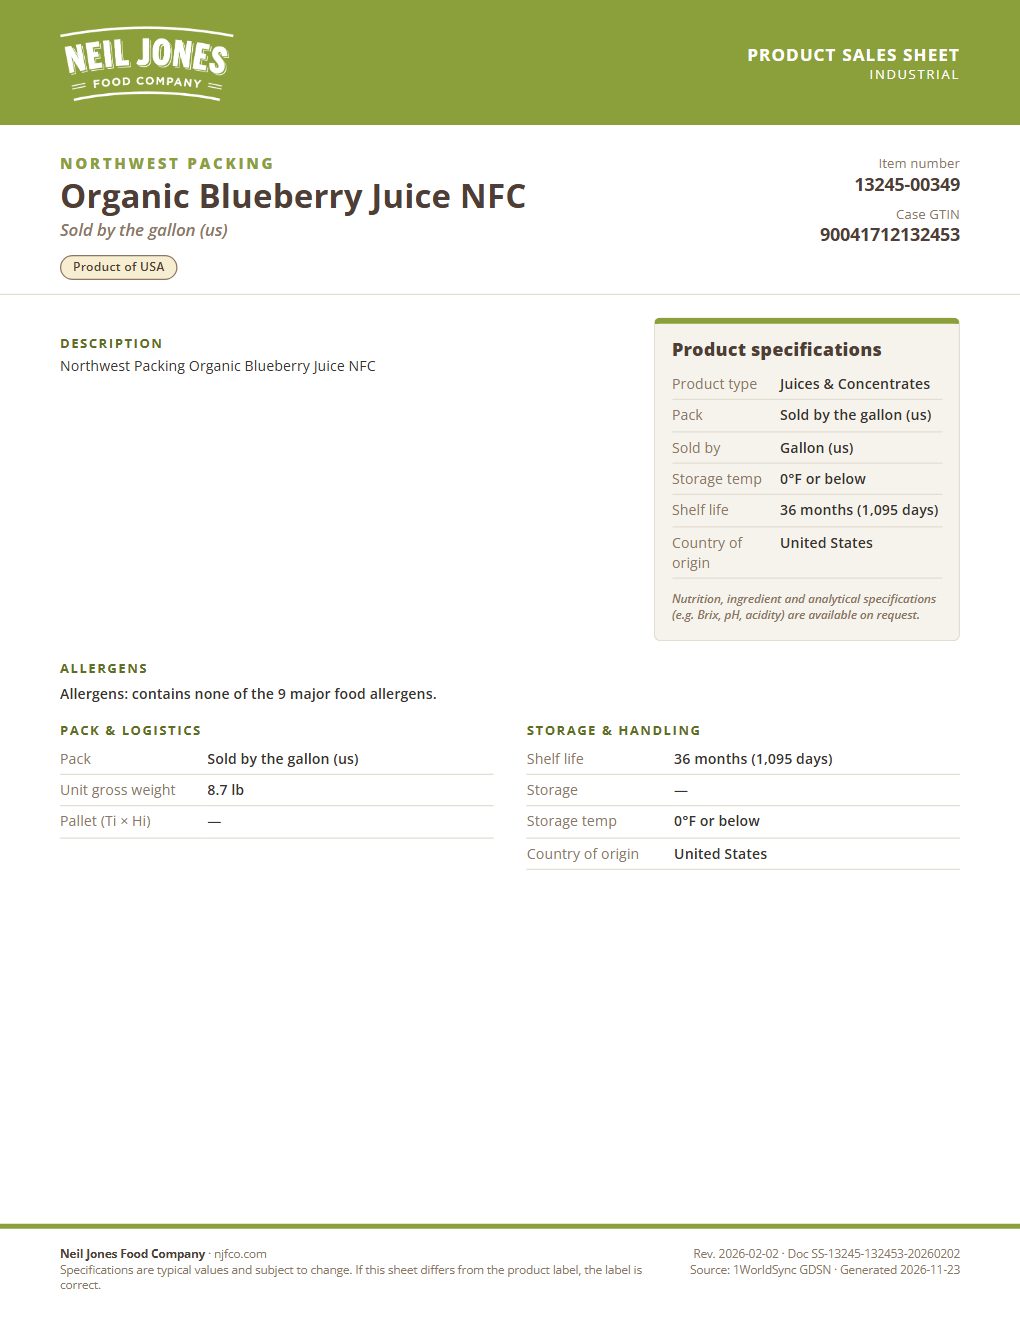 NEIL JONES
FOOD COMPANY
PRODUCT SALES SHEET
INDUSTRIAL
NORTHWEST PACKING
Organic Blueberry Juice NFC
Sold by the gallon (us)
Product of USA
Item number
13245-00349
Case GTIN
90041712132453
DESCRIPTION
Northwest Packing Organic Blueberry Juice NFC
Product specifications
Product type Juices & Concentrates
Pack Sold by the gallon (us)
Sold by Gallon (us)
Storage temp 0°F or below
Shelf life 36 months (1,095 days)
Country of origin United States
Nutrition, ingredient and analytical specifications
(e.g. Brix, pH, acidity) are available on request.
ALLERGENS
Allergens: contains none of the 9 major food allergens.
PACK & LOGISTICS
Pack Sold by the gallon (us)
Unit gross weight 8.7 lb
Pallet (Ti × Hi) —
STORAGE & HANDLING
Shelf life 36 months (1,095 days)
Storage —
Storage temp 0°F or below
Country of origin United States
Neil Jones Food Company · njfco.com
Specifications are typical values and subject to change. If this sheet differs from the product label, the label is
correct.
Rev. 2026-02-02 · Doc SS-13245-132453-20260202
Source: 1WorldSync GDSN · Generated 2026-11-23